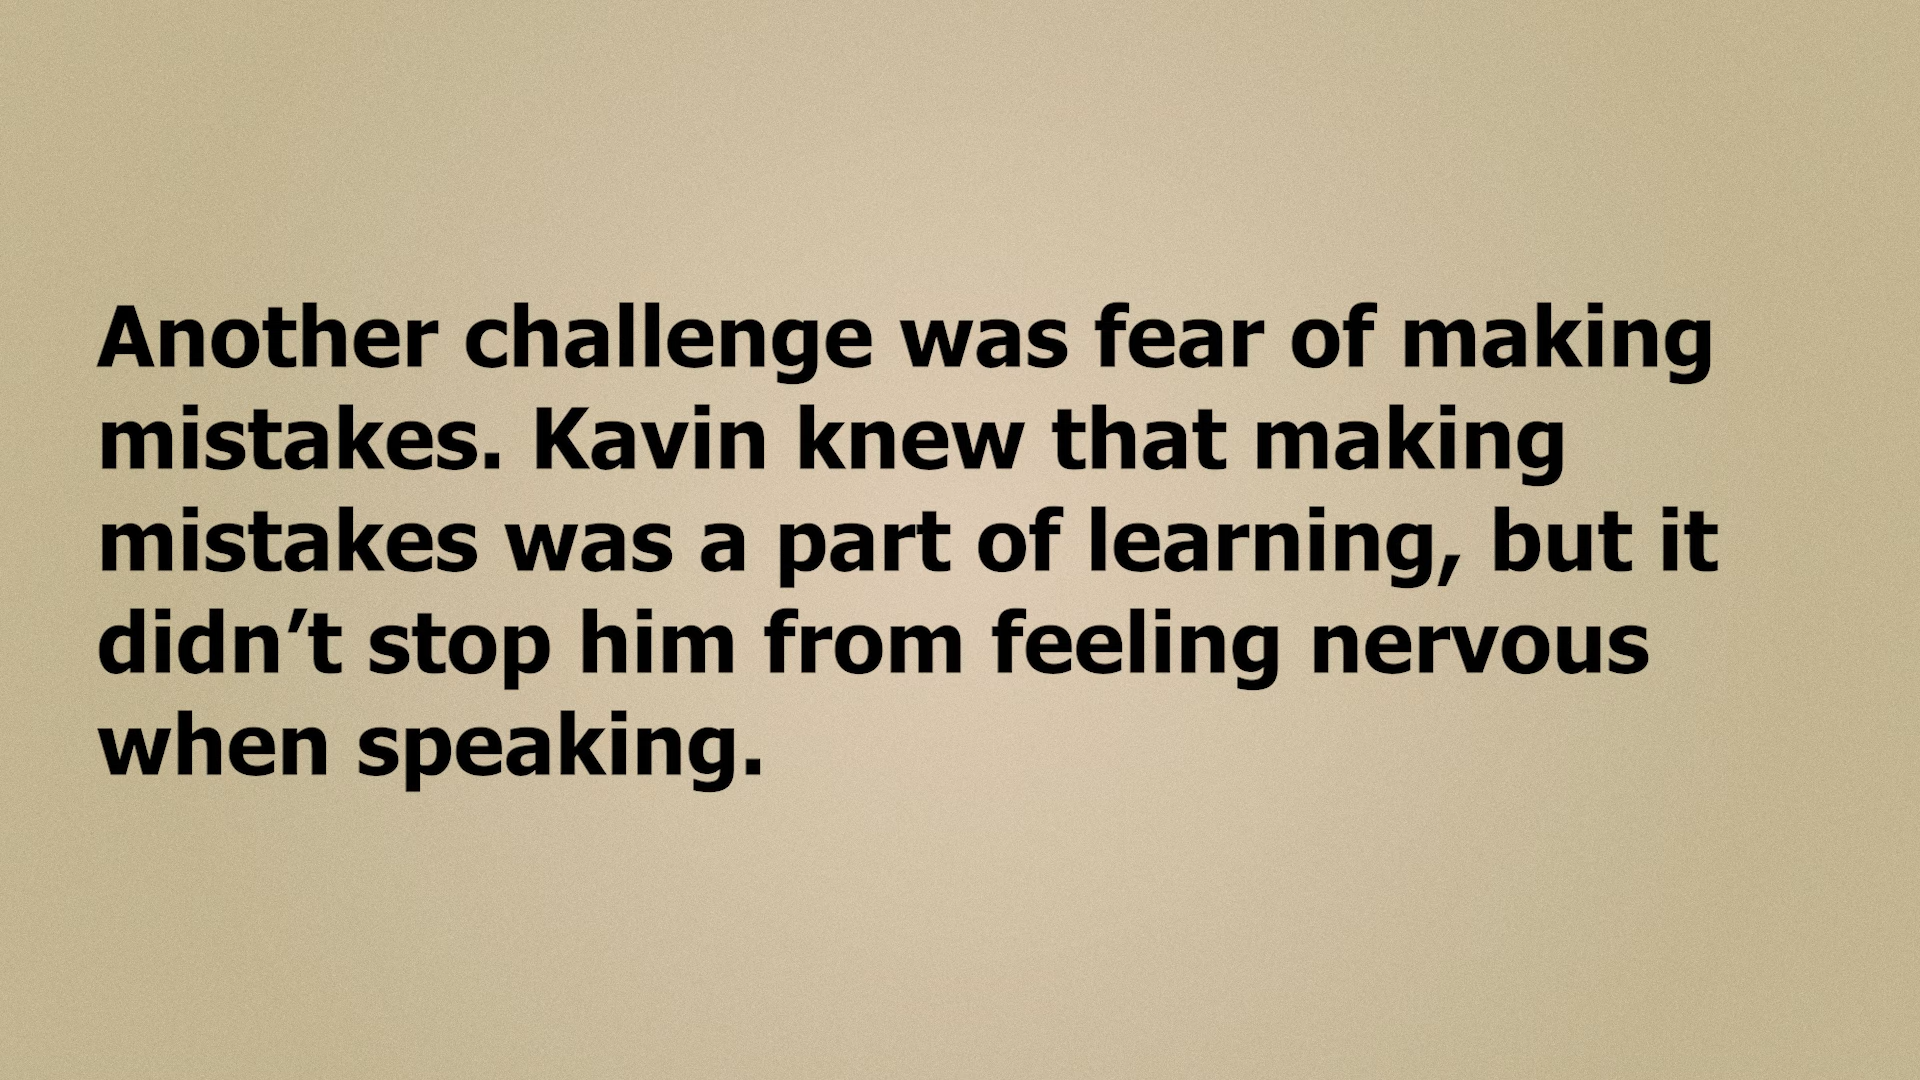 Another challenge was fear of making
mistakes. Kavin knew that making
mistakes was a part of learning, but it
didn’t stop him from feeling nervous
when speaking.